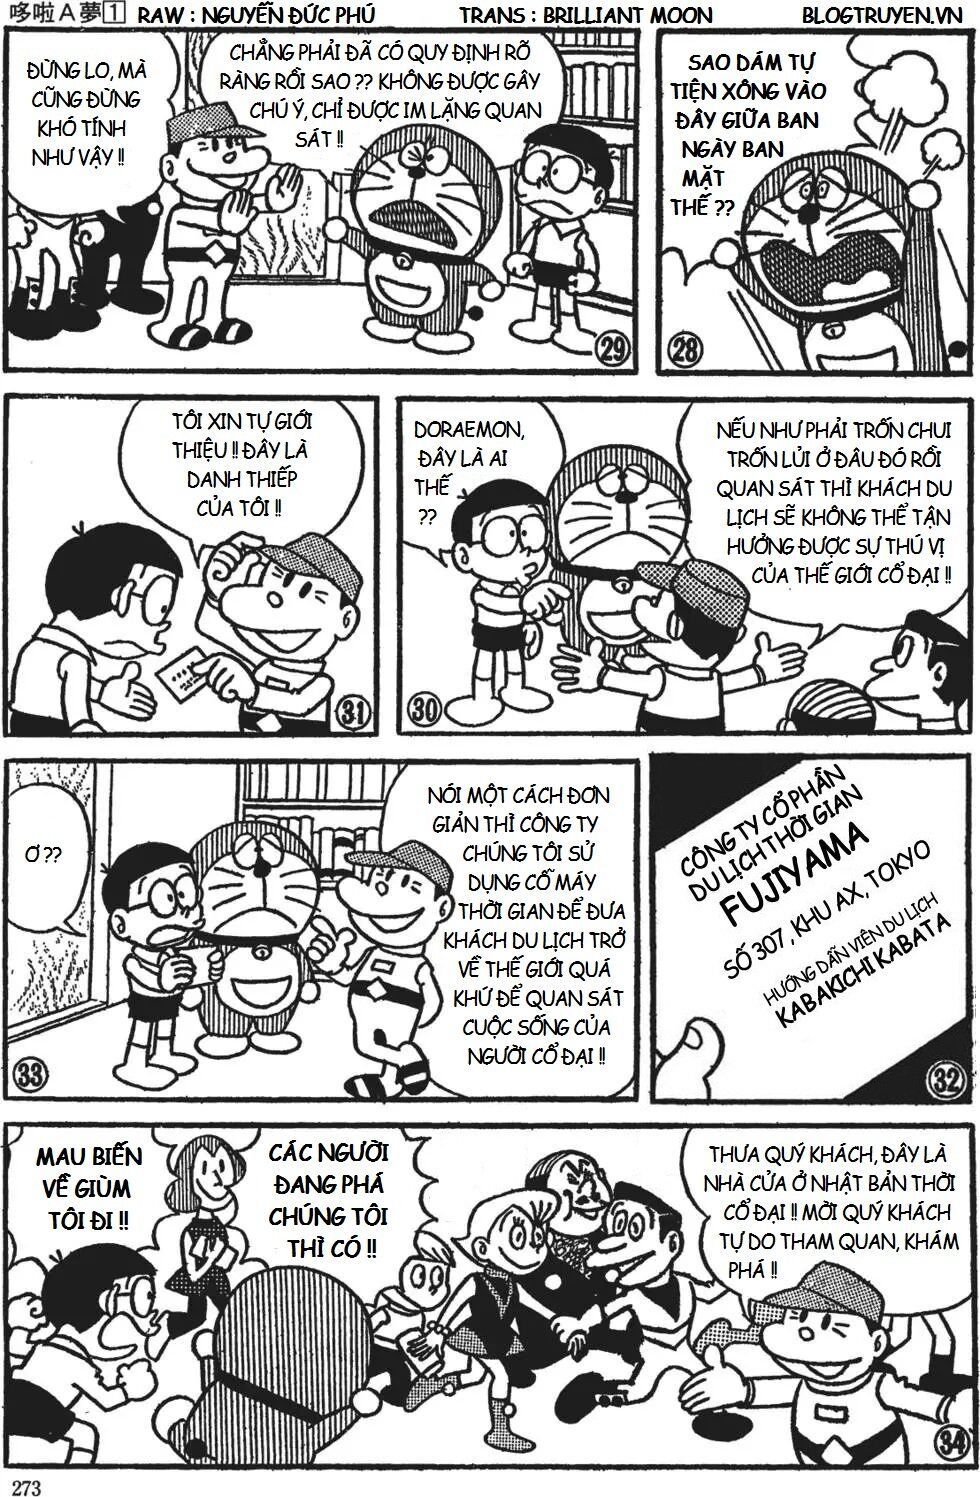 哆啦A夢1
RAW : NGUYỄN ĐỨC PHÚ
TRANS : BRILLIANT MOON
BLOGTRUYEN.VN
SAO DÁM TỰ
TIỆN XÔNG VÀO
ĐÂY GIỮA BAN
NGÀY BAN
MẶT
THẾ ??
28
CHẲNG PHẢI ĐÃ CÓ QUY ĐỊNH RÕ
RÀNG RỒI SAO ?? KHÔNG ĐƯỢC GÂY
CHÚ Ý, CHỈ ĐƯỢC IM LẶNG QUAN
SÁT !!
ĐỪNG LO, MÀ
CŨNG ĐỪNG
KHÓ TÍNH
NHƯ VẬY !!
29
NẾU NHƯ PHẢI TRỐN CHUI
TRỐN LỦI Ở ĐÂU ĐÓ RỒI
QUAN SÁT THÌ KHÁCH DU
LỊCH SẼ KHÔNG THỂ TẬN
HƯỞNG ĐƯỢC SỰ THÚ VỊ
CỦA THẾ GIỚI CỔ ĐẠI !!
DORAEMON,
ĐÂY LÀ AI
THẾ
??
30
TÔI XIN TỰ GIỚI
THIỆU !! ĐÂY LÀ
DANH THIẾP
CỦA TÔI !!
31
CÔNG TY CỔ PHẦN
DU LỊCH THỜI GIAN
FUJIYAMA
SỐ 307, KHU AX, TOKYO
HƯỚNG DẪN VIÊN DU LỊCH
KABAKICHI KABATA
32
NÓI MỘT CÁCH ĐƠN
GIẢN THÌ CÔNG TY
CHÚNG TÔI SỬ
DỤNG CỖ MÁY
THỜI GIAN ĐỂ ĐƯA
KHÁCH DU LỊCH TRỞ
VỀ THẾ GIỚI QUÁ
KHỨ ĐỂ QUAN SÁT
CUỘC SỐNG CỦA
NGƯỜI CỔ ĐẠI !!
Ơ ??
33
THƯA QUÝ KHÁCH, ĐÂY LÀ
NHÀ CỬA Ở NHẬT BẢN THỜI
CỔ ĐẠI !! MỜI QUÝ KHÁCH
TỰ DO THAM QUAN, KHÁM
PHÁ !!
CÁC NGƯỜI
ĐANG PHÁ
CHÚNG TÔI
THÌ CÓ !!
MAU BIẾN
VỀ GIÙM
TÔI ĐI !!
34
273